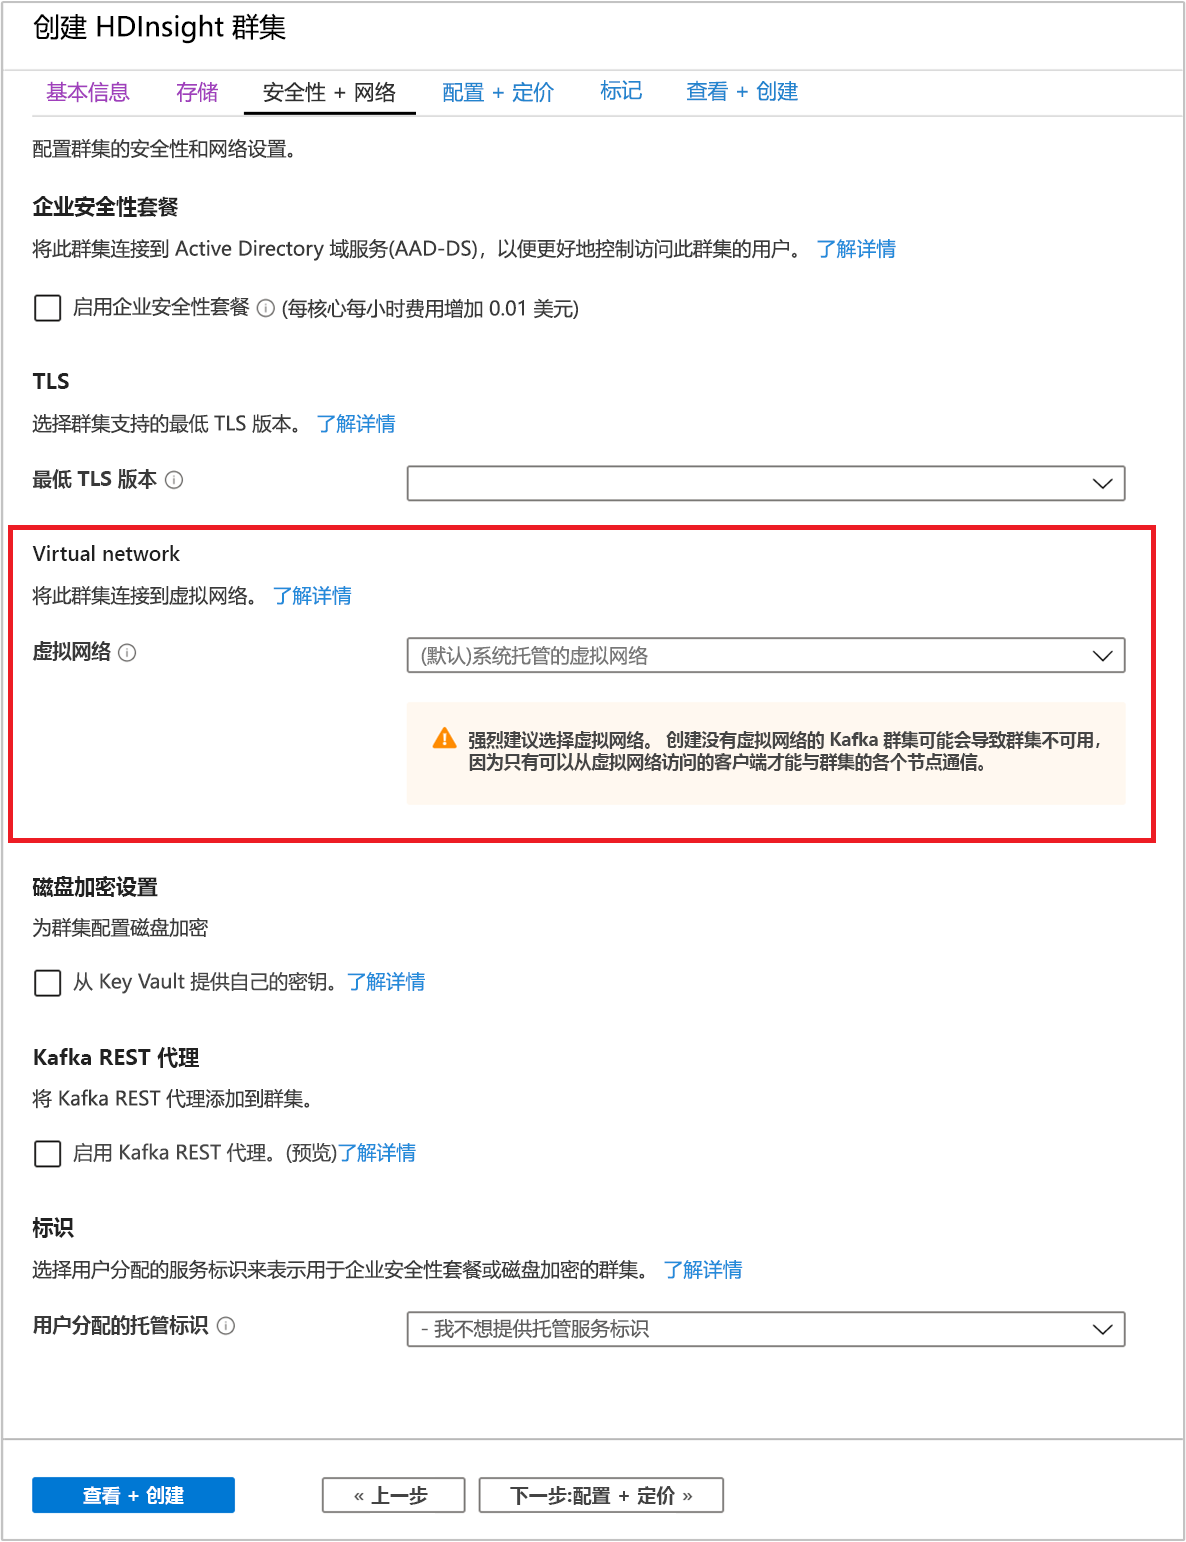 创建 HDInsight 群集
基本信息 存储 安全性 + 网络 配置 + 定价 标记 查看 + 创建
配置群集的安全性和网络设置。
企业安全性套餐
将此群集连接到 Active Directory 域服务(AAD-DS)，以便更好地控制访问此群集的用户。 了解详情
启用企业安全性套餐 (每核心每小时费用增加 0.01 美元)
TLS
选择群集支持的最低 TLS 版本。 了解详情
最低 TLS 版本
Virtual network
将此群集连接到虚拟网络。 了解详情
虚拟网络 (默认)系统托管的虚拟网络
强烈建议选择虚拟网络。 创建没有虚拟网络的 Kafka 群集可能会导致群集不可用，
因为只有可以从虚拟网络访问的客户端才能与群集的各个节点通信。
磁盘加密设置
为群集配置磁盘加密
从 Key Vault 提供自己的密钥。了解详情
Kafka REST 代理
将 Kafka REST 代理添加到群集。
启用 Kafka REST 代理。(预览)了解详情
标识
选择用户分配的服务标识来表示用于企业安全性套餐或磁盘加密的群集。 了解详情
用户分配的托管标识 - 我不想提供托管服务标识
查看 + 创建 « 上一步 下一步:配置 + 定价 »